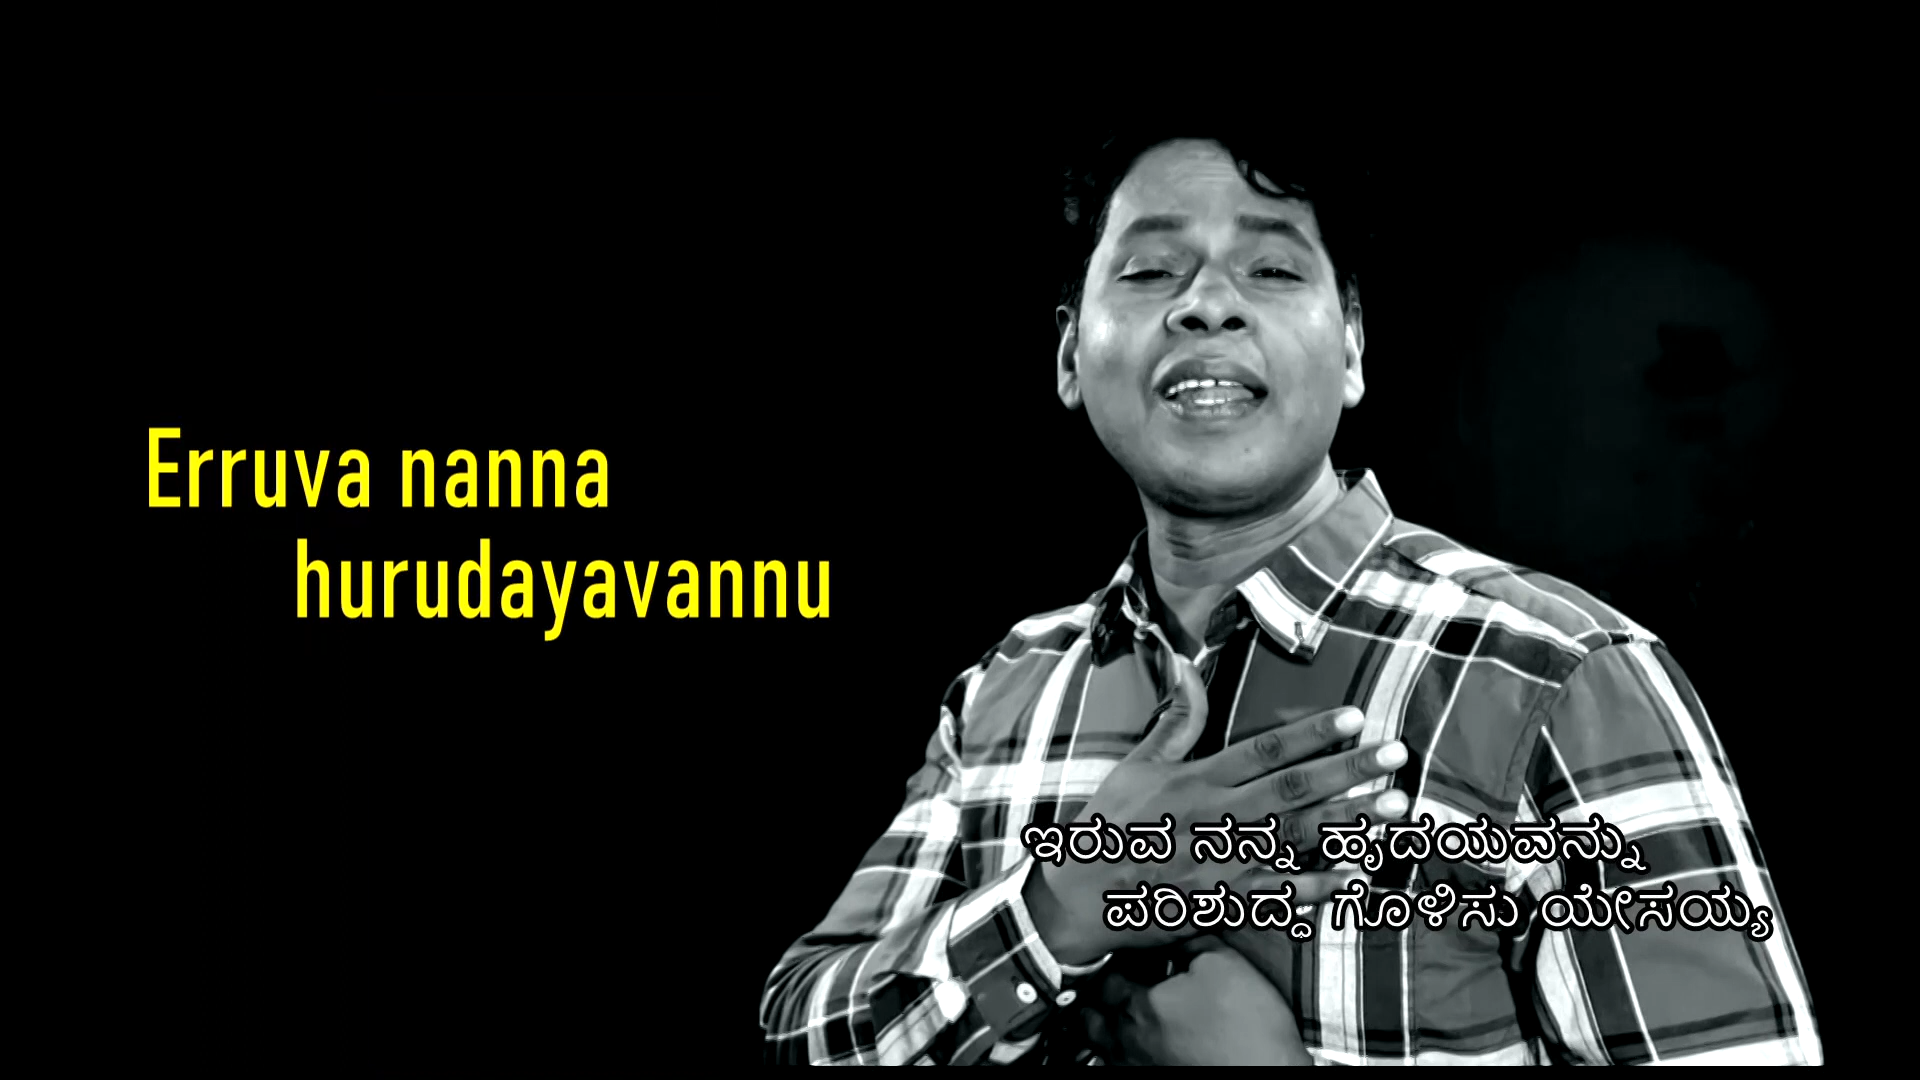 Erruva nanna
hurudayavannu
ಇರುವ ನನ್ನ ಹೃದಯವನ್ನು
ಪರಿಶುದ್ಧ ಗೊಳಿಸು ಯೇಸಯ್ಯ